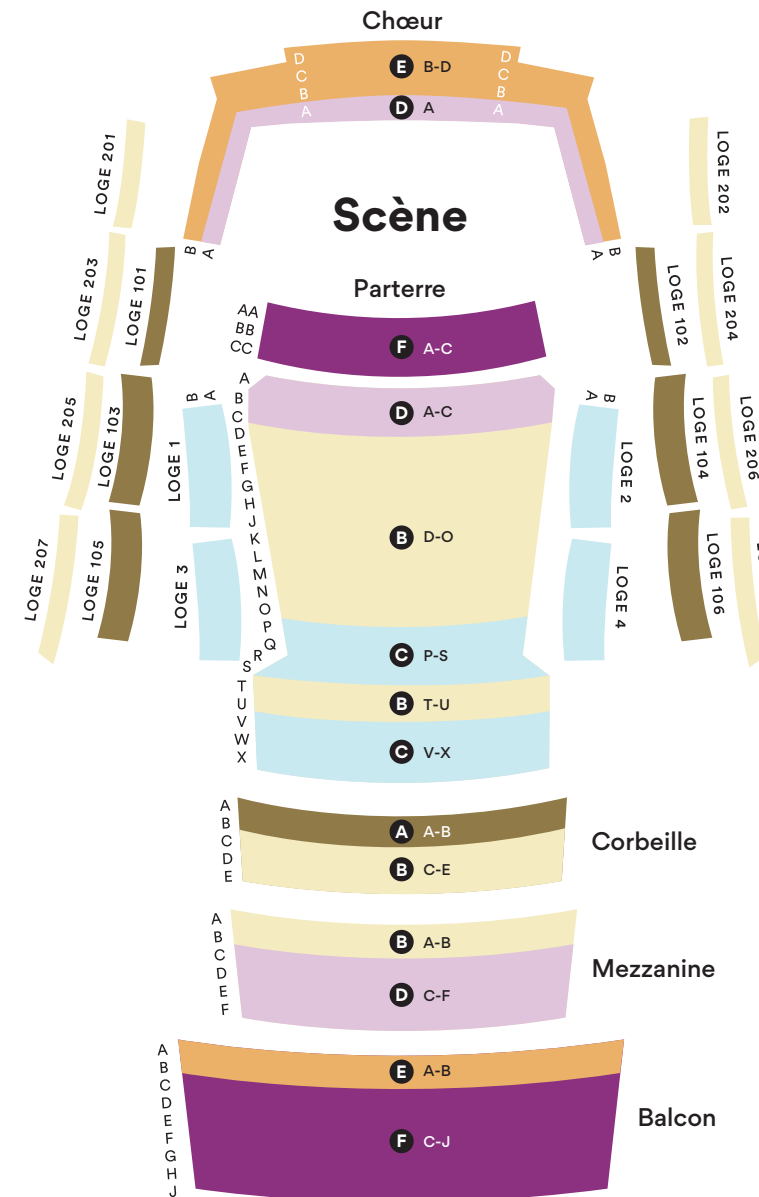 Chœur
D
C
B
A
E B-D
D A
D
C
B
A
LOGE 201
LOGE 202
Scène
B A
A B
LOGE 203
LOGE 101
LOGE 102
LOGE 204
Parterre
AA
BB
CC
F A-C
A
B
C
D
E
F
G
H
J
K
L
M
N
O
P
Q
R
S
T
U
V
W
X
D A-C
B D-O
C P-S
B T-U
C V-X
B A
A B
LOGE 205
LOGE 103
LOGE 1
LOGE 2
LOGE 104
LOGE 206
LOGE 207
LOGE 105
LOGE 3
LOGE 4
LOGE 106
A
B
C
D
E
A A-B
B C-E
Corbeille
A
B
C
D
E
F
B A-B
D C-F
Mezzanine
A
B
C
D
E
F
G
H
J
E A-B
F C-J
Balcon